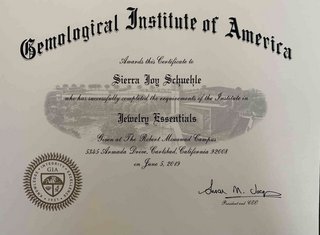 Gemological Institute of America
Awards this Certificate to
Sierra Joy Schuehle
who has successfully completed the requirements of the Institute in
Jewelry Essentials
Given at The Robert Mouawad Campus
5345 Armada Drive, Carlsbad, California 92008
on June 5, 2019
GIA
President and CEO